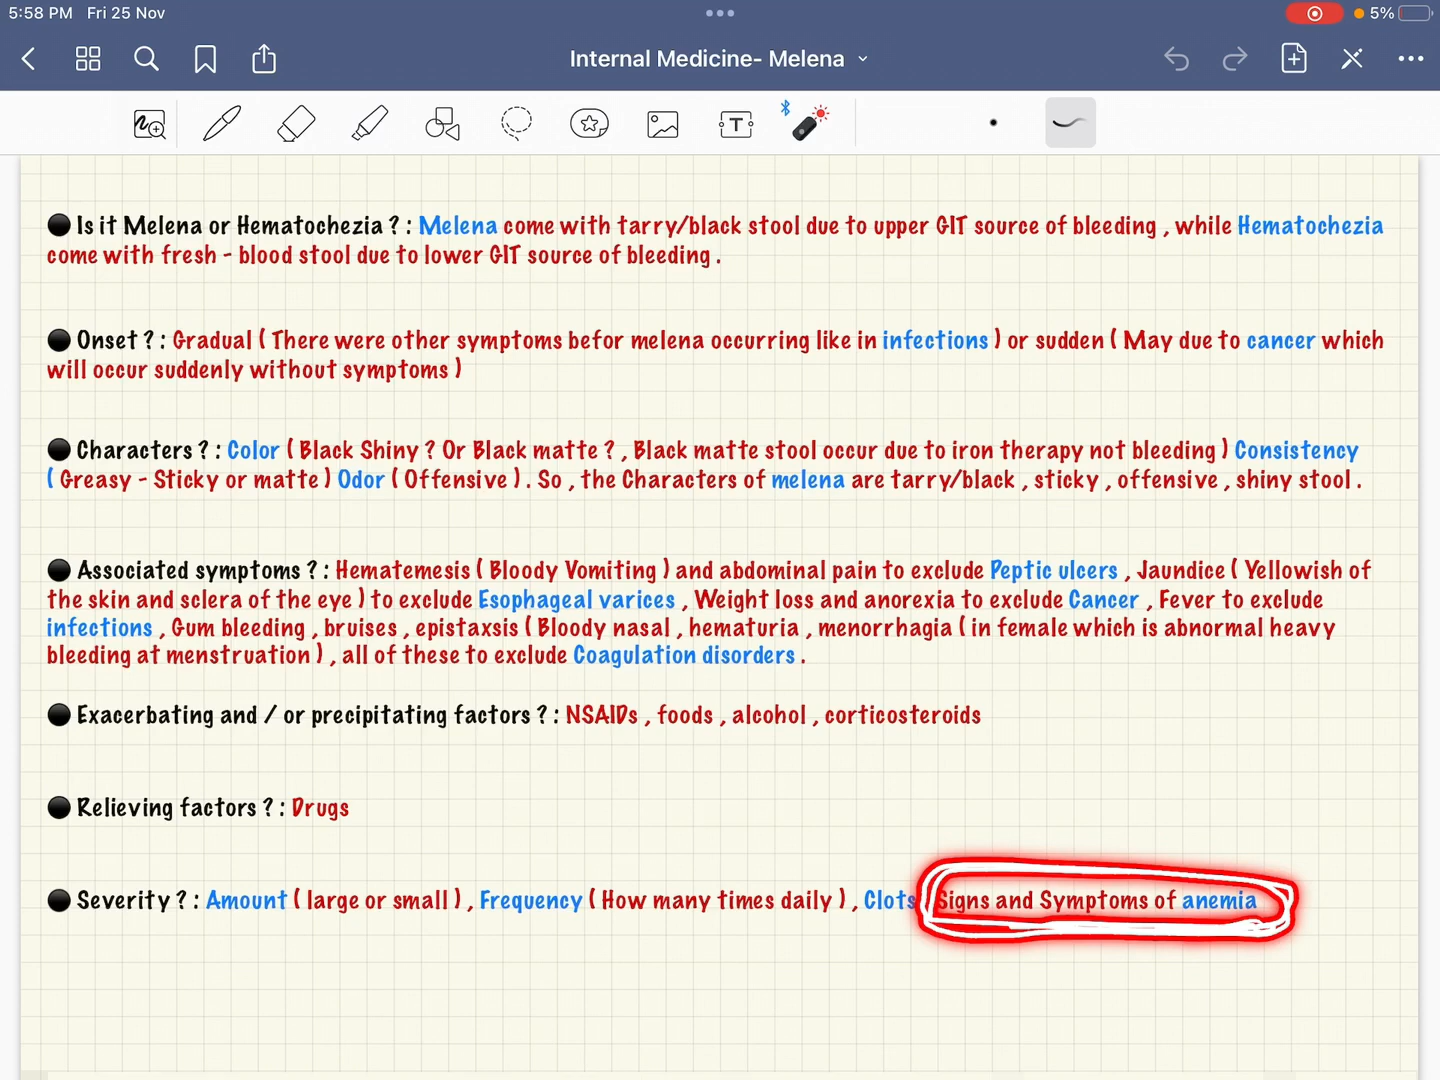 5:58 PM Fri 25 Nov
5%
Internal Medicine- Melena
T
Is it Melena or Hematochezia ? : Melena come with tarry/black stool due to upper GIT source of bleeding , while Hematochezia
come with fresh - blood stool due to lower GIT source of bleeding .
Onset ? : Gradual ( There were other symptoms befor melena occurring like in infections ) or sudden ( May due to cancer which
will occur suddenly without symptoms )
Characters ? : Color ( Black Shiny ? Or Black matte ? , Black matte stool occur due to iron therapy not bleeding ) Consistency
( Greasy - Sticky or matte ) Odor ( Offensive ) . So , the Characters of melena are tarry/black , sticky , offensive , shiny stool .
Associated symptoms ? : Hematemesis ( Bloody Vomiting ) and abdominal pain to exclude Peptic ulcers , Jaundice ( Yellowish of
the skin and sclera of the eye ) to exclude Esophageal varices , Weight loss and anorexia to exclude Cancer , Fever to exclude
infections , Gum bleeding , bruises , epistaxsis ( Bloody nasal , hematuria , menorrhagia ( in female which is abnormal heavy
bleeding at menstruation ) , all of these to exclude Coagulation disorders .
Exacerbating and / or precipitating factors ? : NSAIDs , foods , alcohol , corticosteroids
Relieving factors ? : Drugs
Severity ? : Amount ( large or small ) , Frequency ( How many times daily ) , Clots , Signs and Symptoms of anemia